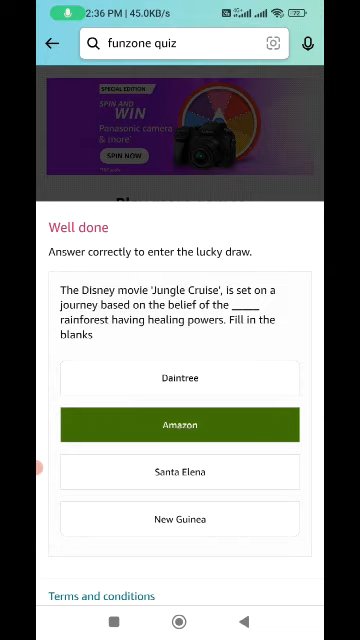 2:36 PM | 45.0KB/s
72
funzone quiz
SPECIAL EDITION
SPIN AND
WIN
Panasonic camera
& more*
SPIN NOW
Well done
Answer correctly to enter the lucky draw.
The Disney movie 'Jungle Cruise', is set on a
journey based on the belief of the _____
rainforest having healing powers. Fill in the
blanks
Daintree
Amazon
Santa Elena
New Guinea
Terms and conditions